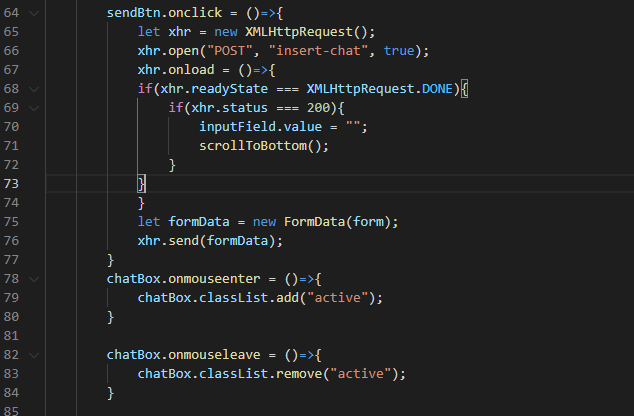 64 sendBtn.onclick = ()=>{
65 let xhr = new XMLHttpRequest();
66 xhr.open("POST", "insert-chat", true);
67 xhr.onload = ()=>{
68 if(xhr.readyState === XMLHttpRequest.DONE){
69 if(xhr.status === 200){
70 inputField.value = "";
71 scrollToBottom();
72 }
73 }
74 }
75 let formData = new FormData(form);
76 xhr.send(formData);
77 }
78 chatBox.onmouseenter = ()=>{
79 chatBox.classList.add("active");
80 }
81
82 chatBox.onmouseleave = ()=>{
83 chatBox.classList.remove("active");
84 }
85